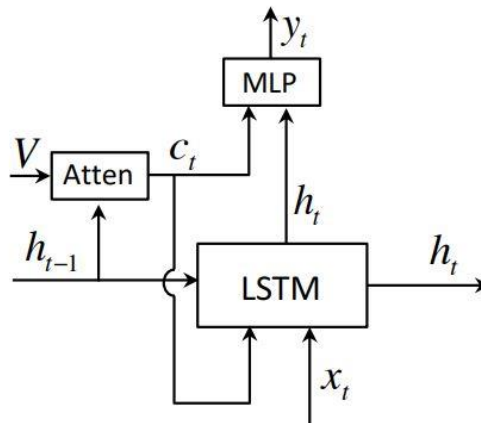 y_t
MLP
V
Atten
c_t
h_t
h_{t-1}
LSTM
h_t
x_t